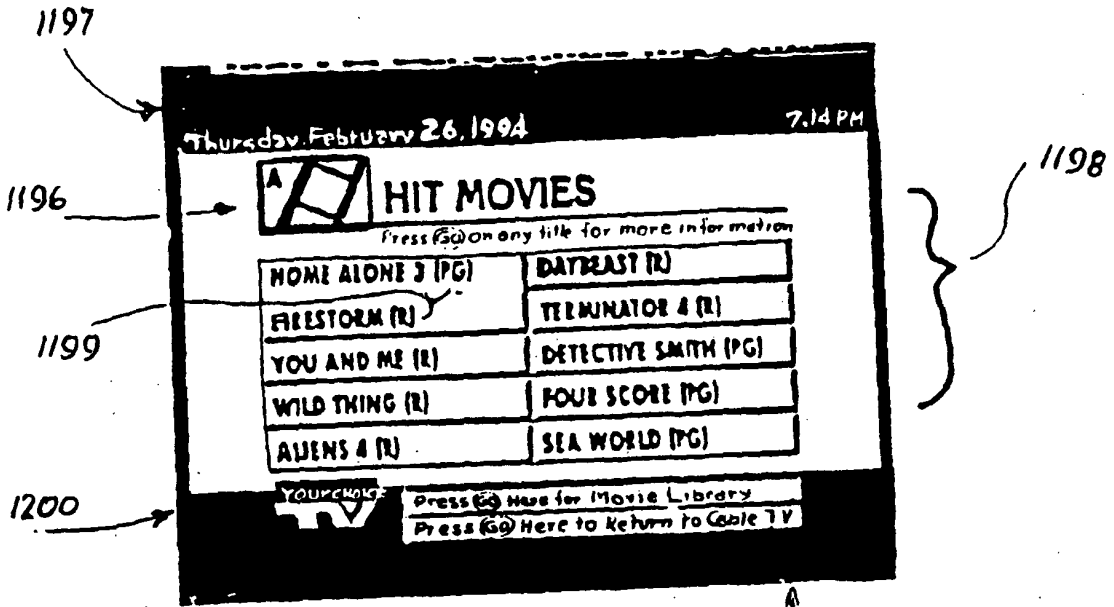 1197
Thursday, February 26, 1994 7.14 PM
1198
1196
A HIT MOVIES
Press Go on any title for more information
HOME ALONE 3 (PG) DAYBEAST (R)
FIRESTORM (R) TERMINATOR 4 (R)
1199
YOU AND ME (R) DETECTIVE SMITH (PG)
WILD THING (R) FOUR SCORE (PG)
ALIENS 4 (R) SEA WORLD (PG)
1200
YOUR CHOICE TV
Press Go Here for Movie Library
Press Go Here to Return to Cable TV